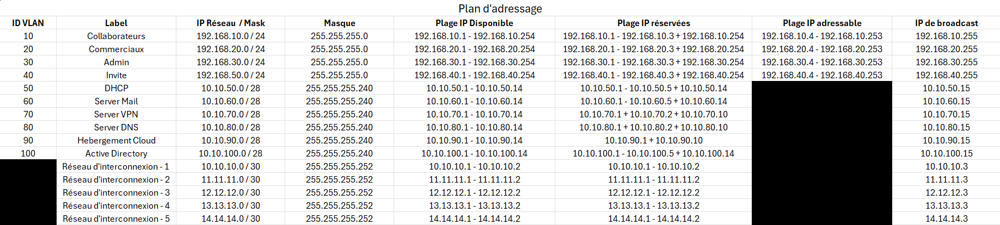 Plan d'adressage
ID VLAN Label IP Réseau / Mask Masque Plage IP Disponible Plage IP réservées Plage IP adressable IP de broadcast
10 Collaborateurs 192.168.10.0 / 24 255.255.255.0 192.168.10.1 - 192.168.10.254 192.168.10.1 - 192.168.10.3 + 192.168.10.254 192.168.10.4 - 192.168.10.253 192.168.10.255
20 Commerciaux 192.168.20.0 / 24 255.255.255.0 192.168.20.1 - 192.168.20.254 192.168.20.1 - 192.168.20.3 + 192.168.20.254 192.168.20.4 - 192.168.20.253 192.168.20.255
30 Admin 192.168.30.0 / 24 255.255.255.0 192.168.30.1 - 192.168.30.254 192.168.30.1 - 192.168.30.3 + 192.168.30.254 192.168.30.4 - 192.168.30.253 192.168.30.255
40 Invite 192.168.50.0 / 24 255.255.255.0 192.168.40.1 - 192.168.40.254 192.168.40.1 - 192.168.40.3 + 192.168.40.254 192.168.40.4 - 192.168.40.253 192.168.40.255
50 DHCP 10.10.50.0 / 28 255.255.255.240 10.10.50.1 - 10.10.50.14 10.10.50.1 - 10.10.50.5 + 10.10.50.14 10.10.50.15
60 Server Mail 10.10.60.0 / 28 255.255.255.240 10.10.60.1 - 10.10.60.14 10.10.60.1 - 10.10.60.5 + 10.10.60.14 10.10.60.15
70 Server VPN 10.10.70.0 / 28 255.255.255.240 10.10.70.1 - 10.10.70.14 10.10.70.1 + 10.10.70.2 + 10.10.70.10 10.10.70.15
80 Server DNS 10.10.80.0 / 28 255.255.255.240 10.10.80.1 - 10.10.80.14 10.10.80.1 + 10.10.80.2 + 10.10.80.10 10.10.80.15
90 Hebergement Cloud 10.10.90.0 / 28 255.255.255.240 10.10.90.1 - 10.10.90.14 10.10.90.1 + 10.10.90.10 10.10.90.15
100 Active Directory 10.10.100.0 / 28 255.255.255.240 10.10.100.1 - 10.10.100.14 10.10.100.1 - 10.10.100.5 + 10.10.100.14 10.10.100.15
Réseau d'interconnexion - 1 10.10.10.0 / 30 255.255.255.252 10.10.10.1 - 10.10.10.2 10.10.10.1 - 10.10.10.2 10.10.10.3
Réseau d'interconnexion - 2 11.11.11.0 / 30 255.255.255.252 11.11.11.1 - 11.11.11.2 11.11.11.1 - 11.11.11.2 11.11.11.3
Réseau d'interconnexion - 3 12.12.12.0 / 30 255.255.255.252 12.12.12.1 - 12.12.12.2 12.12.12.1 - 12.12.12.2 12.12.12.3
Réseau d'interconnexion - 4 13.13.13.0 / 30 255.255.255.252 13.13.13.1 - 13.13.13.2 13.13.13.1 - 13.13.13.2 13.13.13.3
Réseau d'interconnexion - 5 14.14.14.0 / 30 255.255.255.252 14.14.14.1 - 14.14.14.2 14.14.14.1 - 14.14.14.2 14.14.14.3